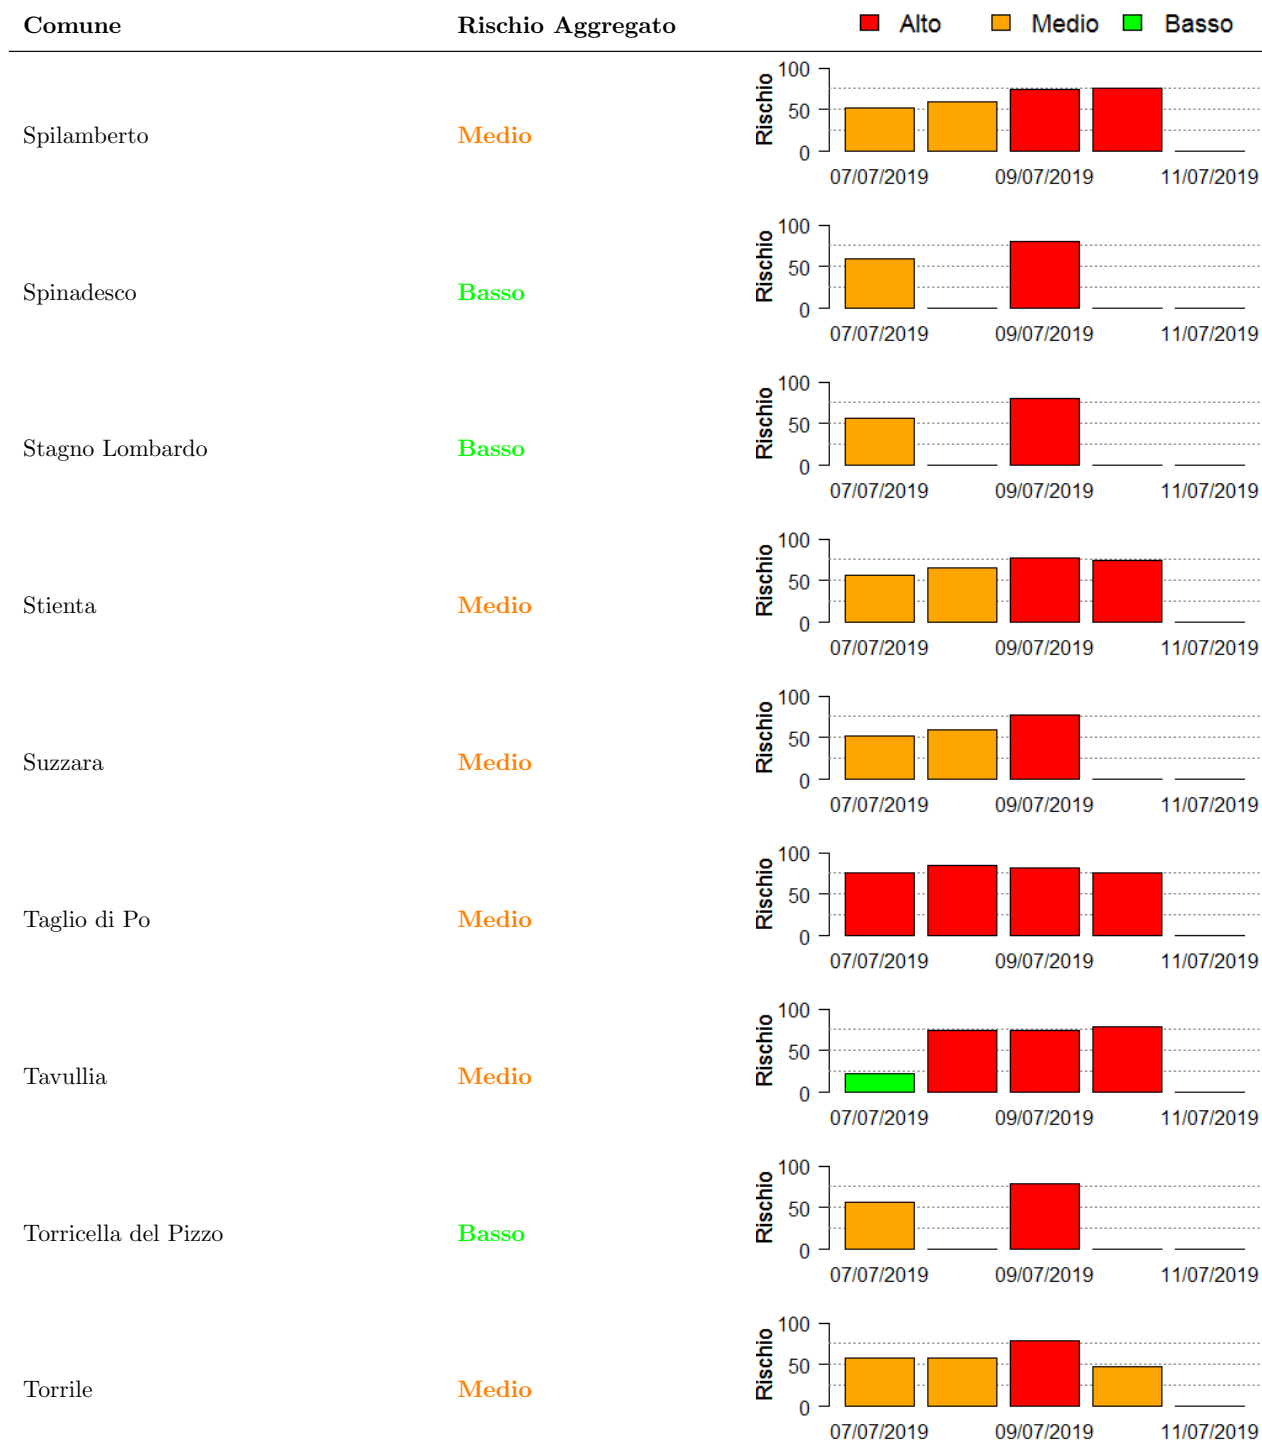 Comune Rischio Aggregato Alto Medio Basso
100
50
0
Rischio
Spilamberto Medio
07/07/2019 09/07/2019 11/07/2019
100
50
0
Rischio
Spinadesco Basso
07/07/2019 09/07/2019 11/07/2019
100
50
0
Rischio
Stagno Lombardo Basso
07/07/2019 09/07/2019 11/07/2019
100
50
0
Rischio
Stienta Medio
07/07/2019 09/07/2019 11/07/2019
100
50
0
Rischio
Suzzara Medio
07/07/2019 09/07/2019 11/07/2019
100
50
0
Rischio
Taglio di Po Medio
07/07/2019 09/07/2019 11/07/2019
100
50
0
Rischio
Tavullia Medio
07/07/2019 09/07/2019 11/07/2019
100
50
0
Rischio
Torricella del Pizzo Basso
07/07/2019 09/07/2019 11/07/2019
100
50
0
Rischio
Torrile Medio
07/07/2019 09/07/2019 11/07/2019